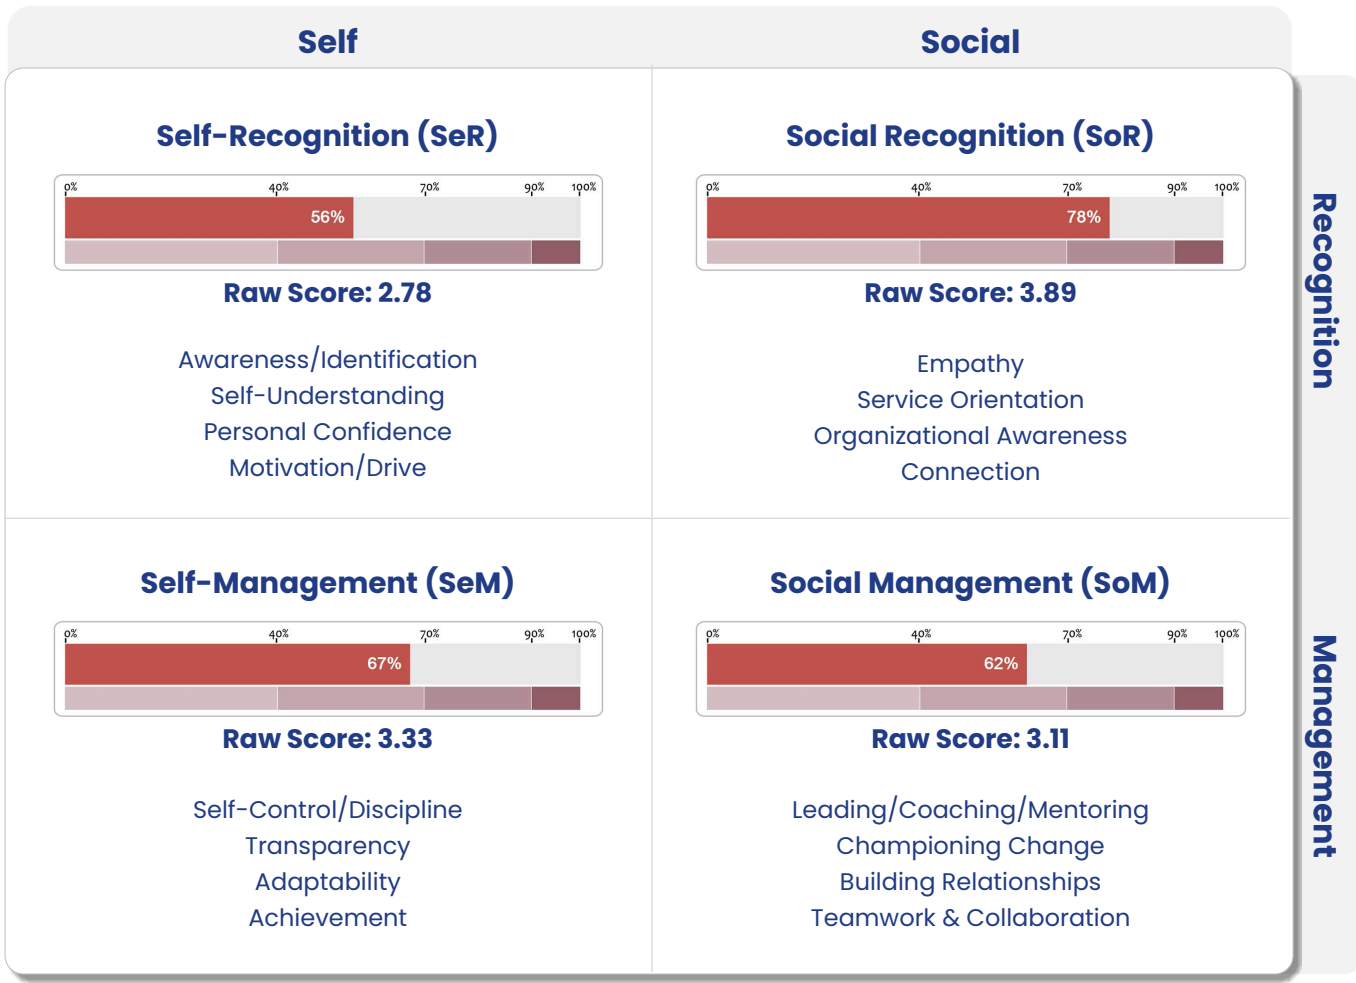 Self
Social
Self-Recognition (SeR)
0% 40% 70% 90% 100%
56%
Raw Score: 2.78
Awareness/Identification
Self-Understanding
Personal Confidence
Motivation/Drive
Social Recognition (SoR)
0% 40% 70% 90% 100%
78%
Raw Score: 3.89
Empathy
Service Orientation
Organizational Awareness
Connection
Recognition
Self-Management (SeM)
0% 40% 70% 90% 100%
67%
Raw Score: 3.33
Self-Control/Discipline
Transparency
Adaptability
Achievement
Social Management (SoM)
0% 40% 70% 90% 100%
62%
Raw Score: 3.11
Leading/Coaching/Mentoring
Championing Change
Building Relationships
Teamwork & Collaboration
Management